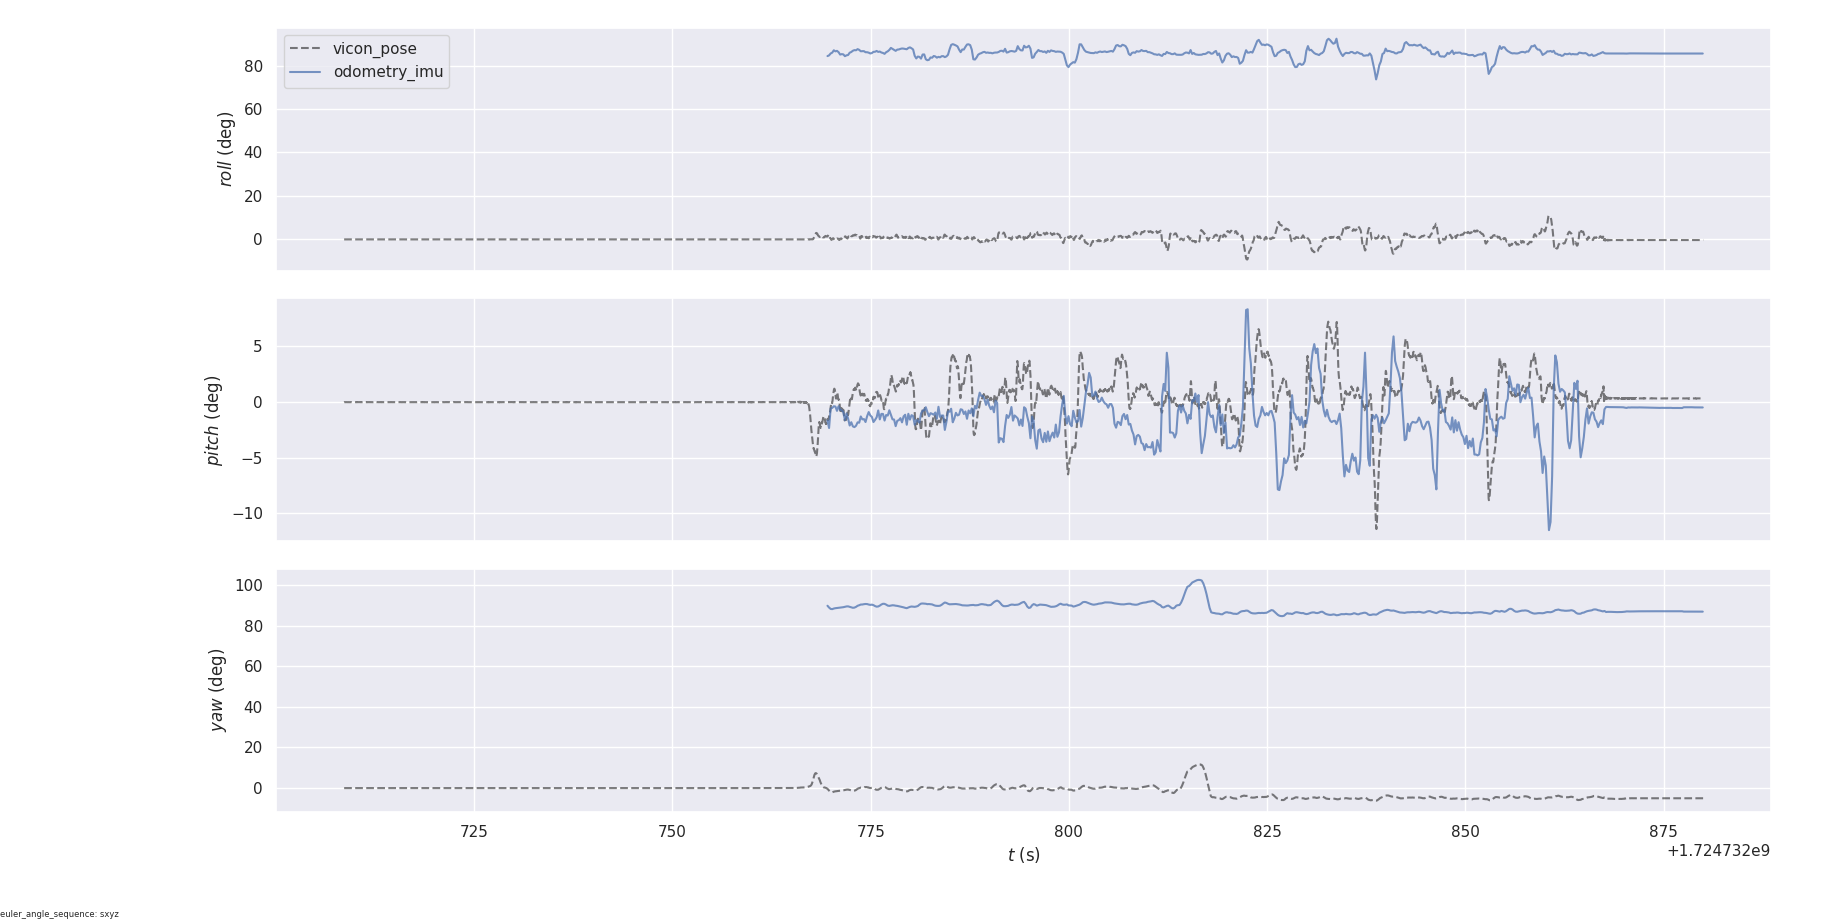 vicon_pose
odometry_imu
80
60
40
20
0
roll (deg)
5
0
−5
−10
pitch (deg)
100
80
60
40
20
0
yaw (deg)
725 750 775 800 825 850 875
t (s)
+1.724732e9
euler_angle_sequence: sxyz